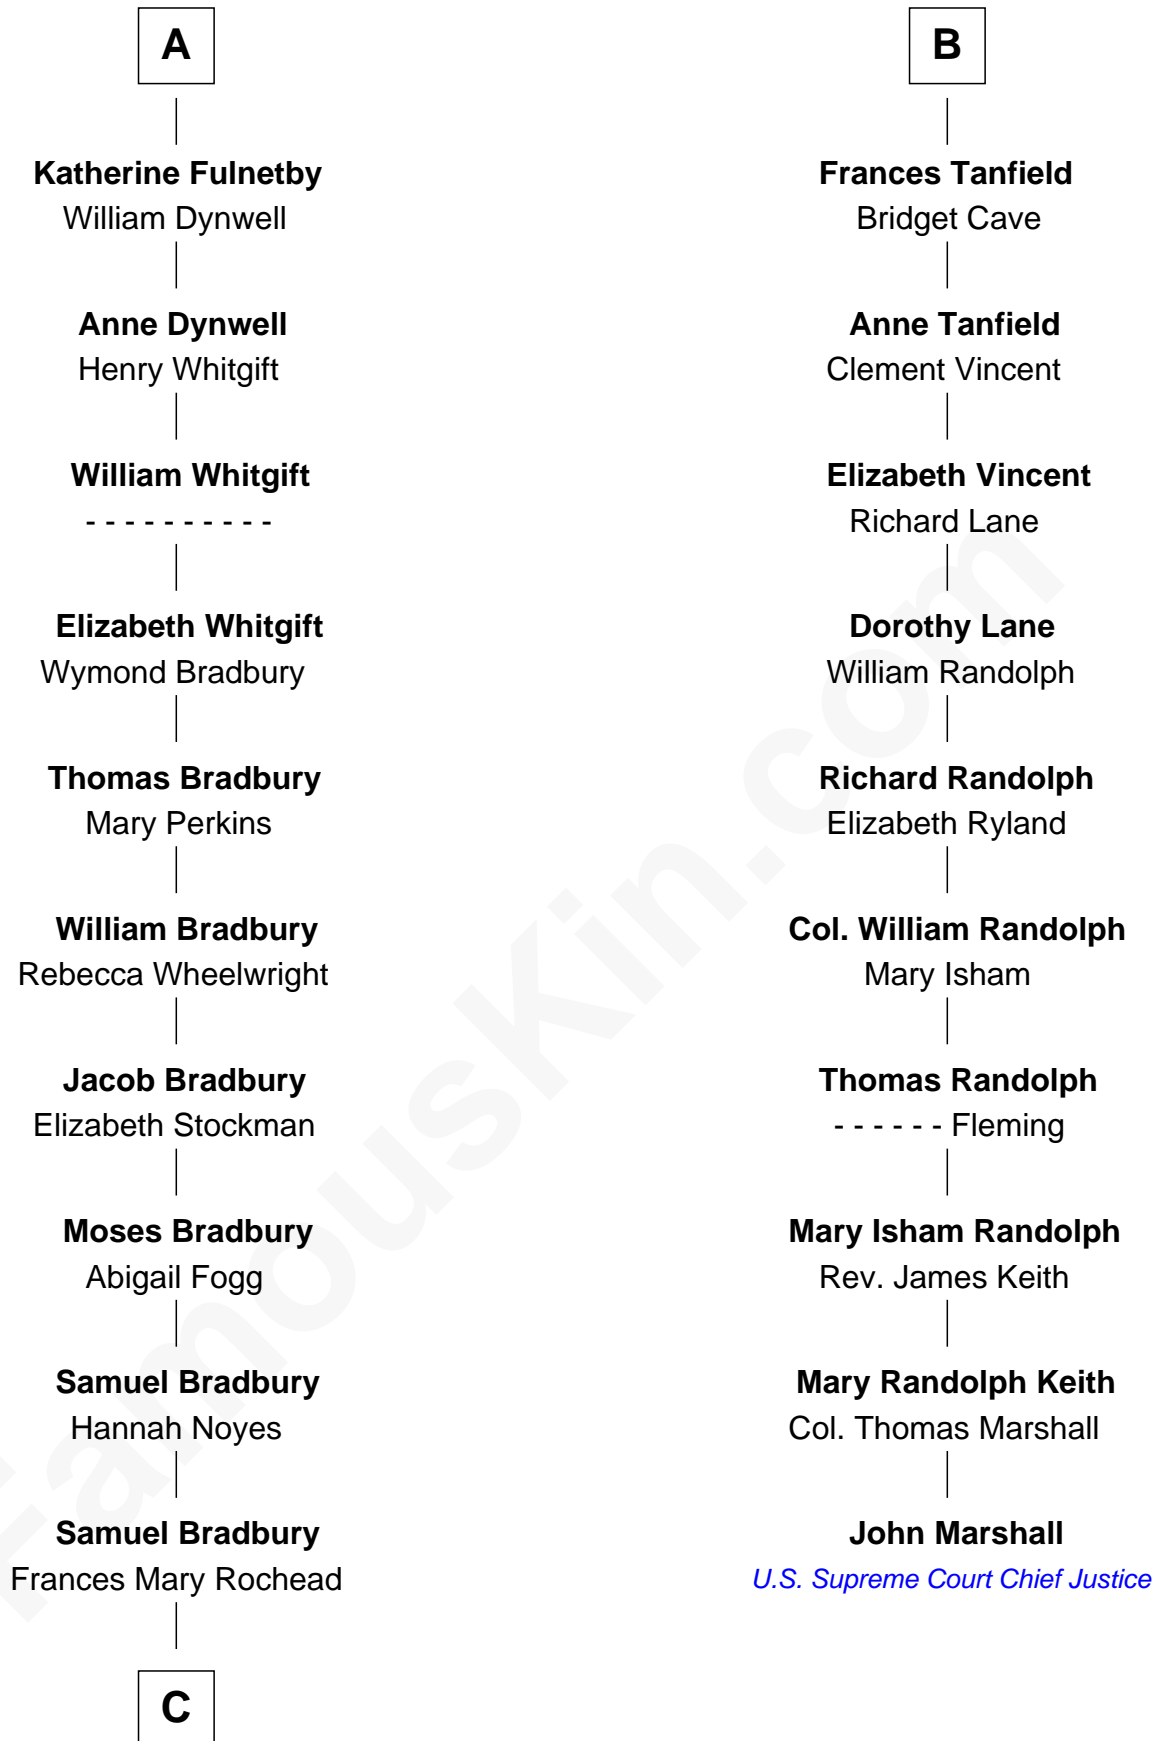 A
Katherine Fulnetby
William Dynwell
Anne Dynwell
Henry Whitgift
William Whitgift
- - - - - - - - - -
Elizabeth Whitgift
Wymond Bradbury
Thomas Bradbury
Mary Perkins
William Bradbury
Rebecca Wheelwright
Jacob Bradbury
Elizabeth Stockman
Moses Bradbury
Abigail Fogg
Samuel Bradbury
Hannah Noyes
Samuel Bradbury
Frances Mary Rochead
C
B
Frances Tanfield
Bridget Cave
Anne Tanfield
Clement Vincent
Elizabeth Vincent
Richard Lane
Dorothy Lane
William Randolph
Richard Randolph
Elizabeth Ryland
Col. William Randolph
Mary Isham
Thomas Randolph
- - - - - - Fleming
Mary Isham Randolph
Rev. James Keith
Mary Randolph Keith
Col. Thomas Marshall
John Marshall
U.S. Supreme Court Chief Justice
FamousKin.com